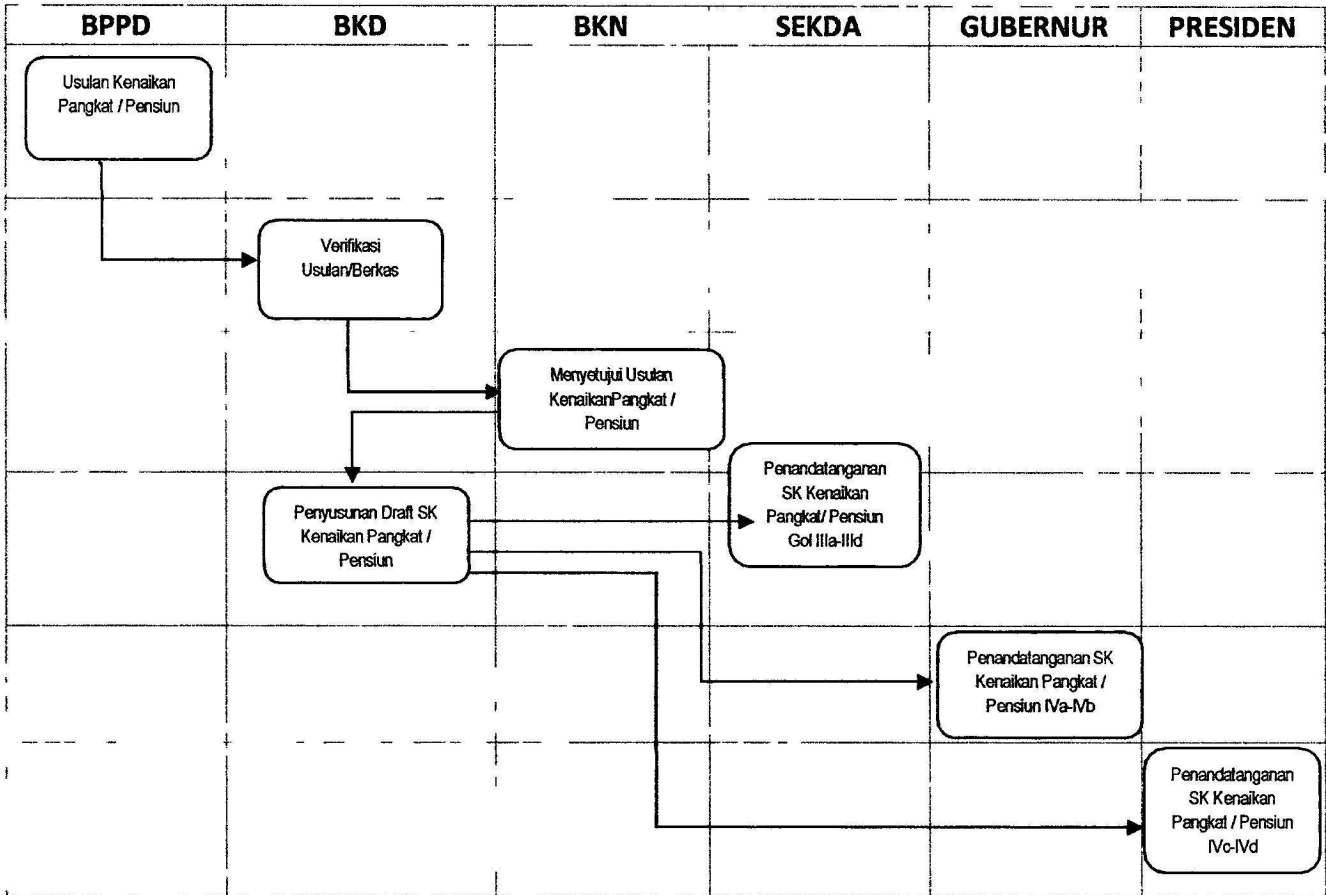 BPPD BKD BKN SEKDA GUBERNUR PRESIDEN
Usulan Kenaikan
Pangkat / Pensiun
Verifikasi
Usulan/Berkas
Menyetujui Usulan
KenaikanPangkat /
Pensiun
Penyusunan Draft SK
Kenaikan Pangkat /
Pensiun
Penandatanganan
SK Kenaikan
Pangkat/ Pensiun
Gol IIIa-IIId
Penandatanganan SK
Kenaikan Pangkat /
Pensiun IVa-IVb
Penandatanganan
SK Kenaikan
Pangkat / Pensiun
IVc-IVd